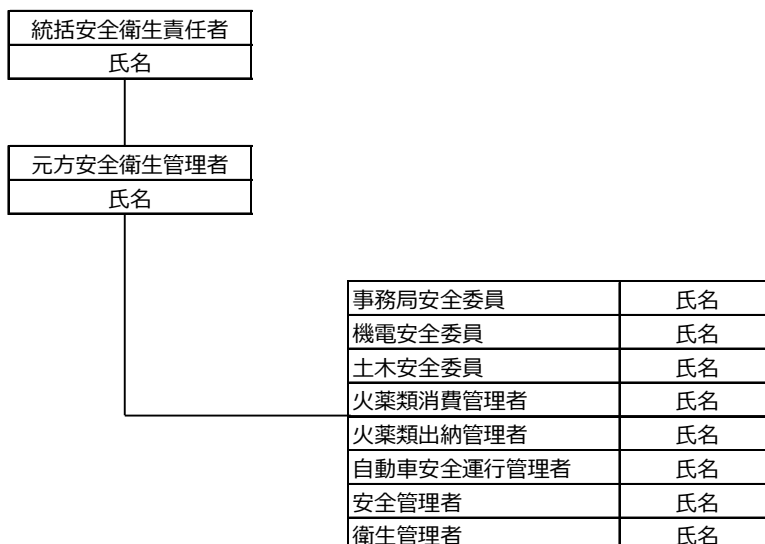 統括安全衛生責任者
氏名
元方安全衛生管理者
氏名
事務局安全委員 氏名
機電安全委員 氏名
土木安全委員 氏名
火薬類消費管理者 氏名
火薬類出納管理者 氏名
自動車安全運行管理者 氏名
安全管理者 氏名
衛生管理者 氏名